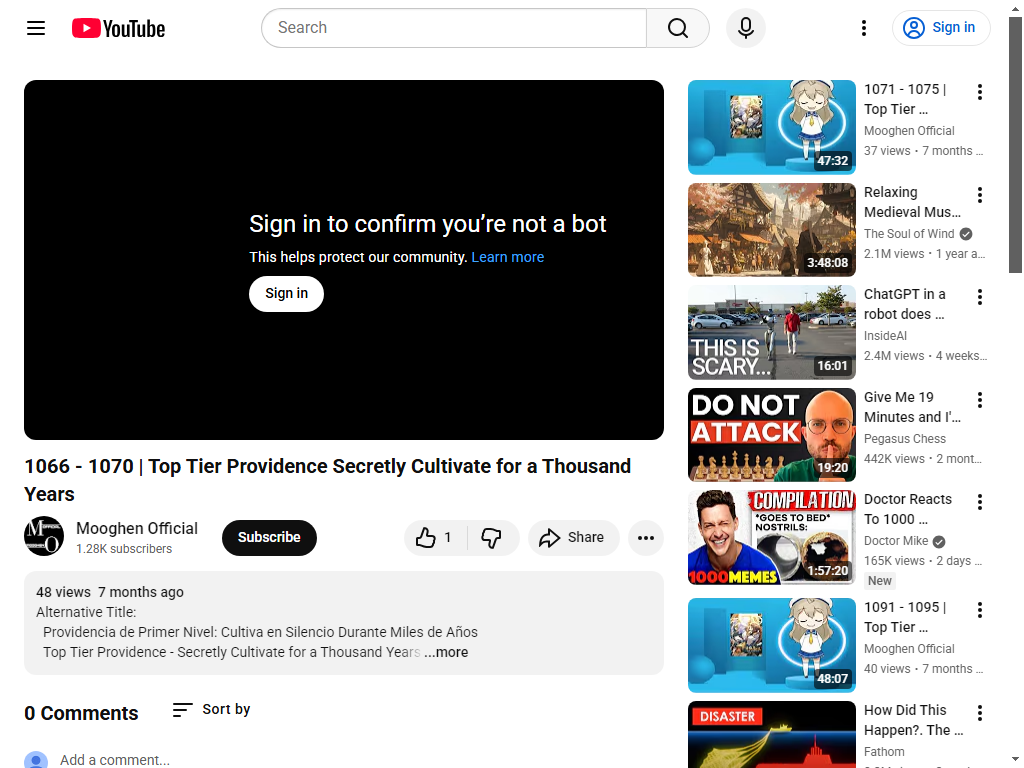 YouTube
Search
Sign in
Sign in to confirm you’re not a bot
This helps protect our community. Learn more
Sign in
1066 - 1070 | Top Tier Providence Secretly Cultivate for a Thousand
Years
Mooghen Official
1.28K subscribers
Subscribe
1
Share
48 views 7 months ago
Alternative Title:
Providencia de Primer Nivel: Cultiva en Silencio Durante Miles de Años
Top Tier Providence - Secretly Cultivate for a Thousand Years ...more
0 Comments
Sort by
Add a comment...
47:32
1071 - 1075 |
Top Tier ...
Mooghen Official
37 views • 7 months ...
3:48:08
Relaxing
Medieval Mus...
The Soul of Wind
2.1M views • 1 year a...
THIS IS
SCARY...
16:01
ChatGPT in a
robot does ...
InsideAI
2.4M views • 4 weeks...
DO NOT
ATTACK
19:20
Give Me 19
Minutes and I'...
Pegasus Chess
442K views • 2 mont...
COMPILATION
*GOES TO BED*
NOSTRILS:
1000MEMES
1:57:20
Doctor Reacts
To 1000 ...
Doctor Mike
165K views • 2 days ...
New
48:07
1091 - 1095 |
Top Tier ...
Mooghen Official
40 views • 7 months ...
DISASTER
How Did This
Happen?. The ...
Fathom